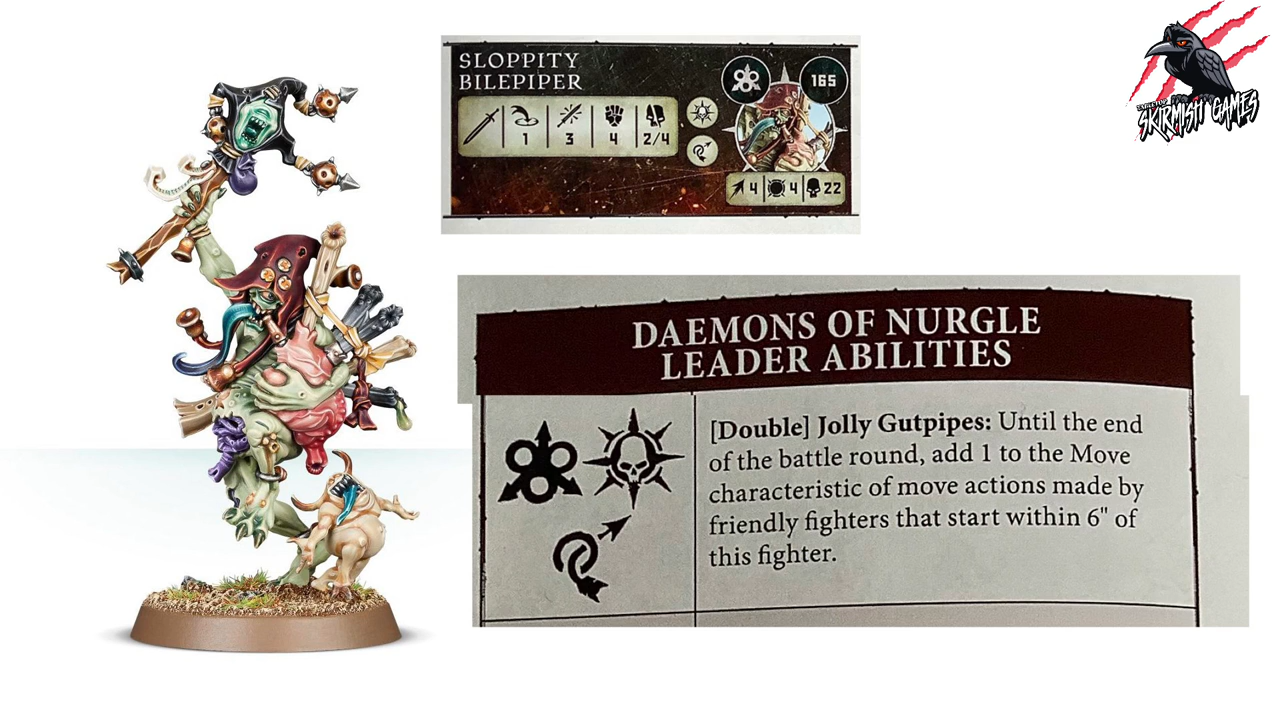 SLOPPITY
BILEPIPER
165
1 3 4 2/4
4 4 22
TABLETOP
SKIRMISH GAMES
DAEMONS OF NURGLE
LEADER ABILITIES
[Double] Jolly Gutpipes: Until the end
of the battle round, add 1 to the Move
characteristic of move actions made by
friendly fighters that start within 6" of
this fighter.